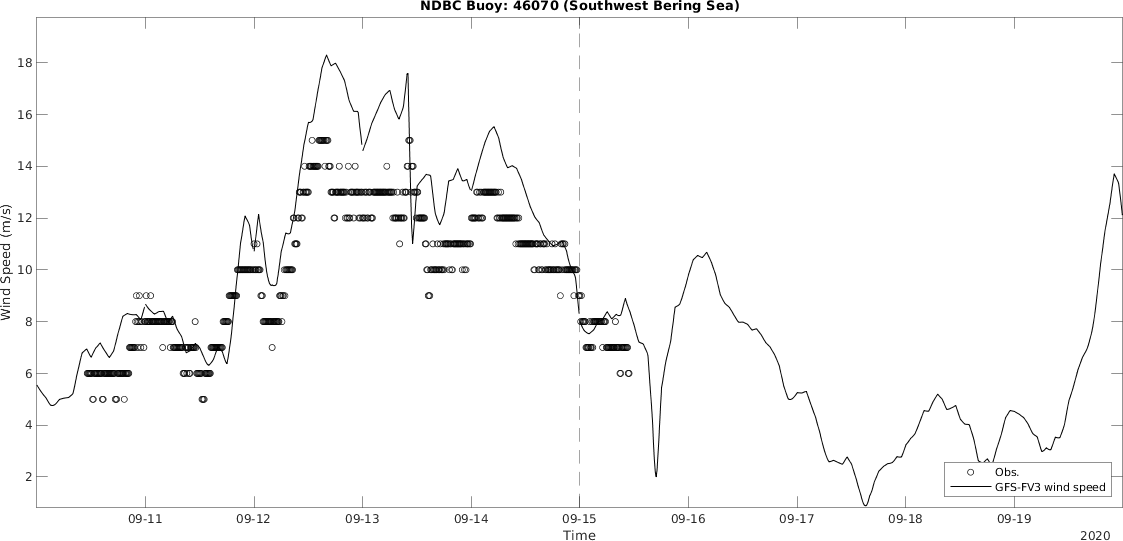 NDBC Buoy: 46070 (Southwest Bering Sea)
Wind Speed (m/s)
18
16
14
12
10
8
6
4
2
Obs.
GFS-FV3 wind speed
09-11 09-12 09-13 09-14 09-15 09-16 09-17 09-18 09-19
Time
2020